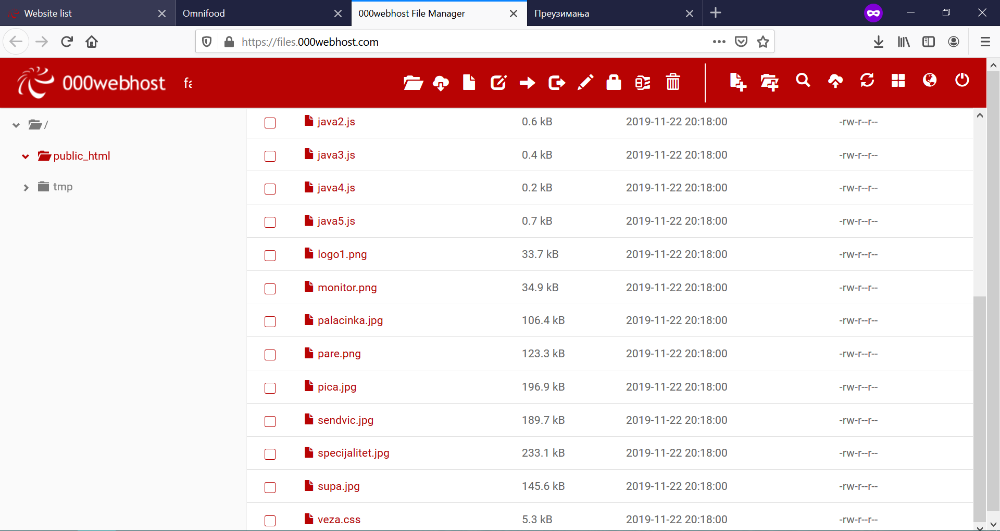 Website list
Omnifood
000webhost File Manager
Преузимања
https://files.000webhost.com
000webhost
/
public_html
tmp
java2.js 0.6 kB 2019-11-22 20:18:00 -rw-r--r--
java3.js 0.4 kB 2019-11-22 20:18:00 -rw-r--r--
java4.js 0.2 kB 2019-11-22 20:18:00 -rw-r--r--
java5.js 0.7 kB 2019-11-22 20:18:00 -rw-r--r--
logo1.png 33.7 kB 2019-11-22 20:18:00 -rw-r--r--
monitor.png 34.9 kB 2019-11-22 20:18:00 -rw-r--r--
palacinka.jpg 106.4 kB 2019-11-22 20:18:00 -rw-r--r--
pare.png 123.3 kB 2019-11-22 20:18:00 -rw-r--r--
pica.jpg 196.9 kB 2019-11-22 20:18:00 -rw-r--r--
sendvic.jpg 189.7 kB 2019-11-22 20:18:00 -rw-r--r--
specijalitet.jpg 233.1 kB 2019-11-22 20:18:00 -rw-r--r--
supa.jpg 145.6 kB 2019-11-22 20:18:00 -rw-r--r--
veza.css 5.3 kB 2019-11-22 20:18:00 -rw-r--r--